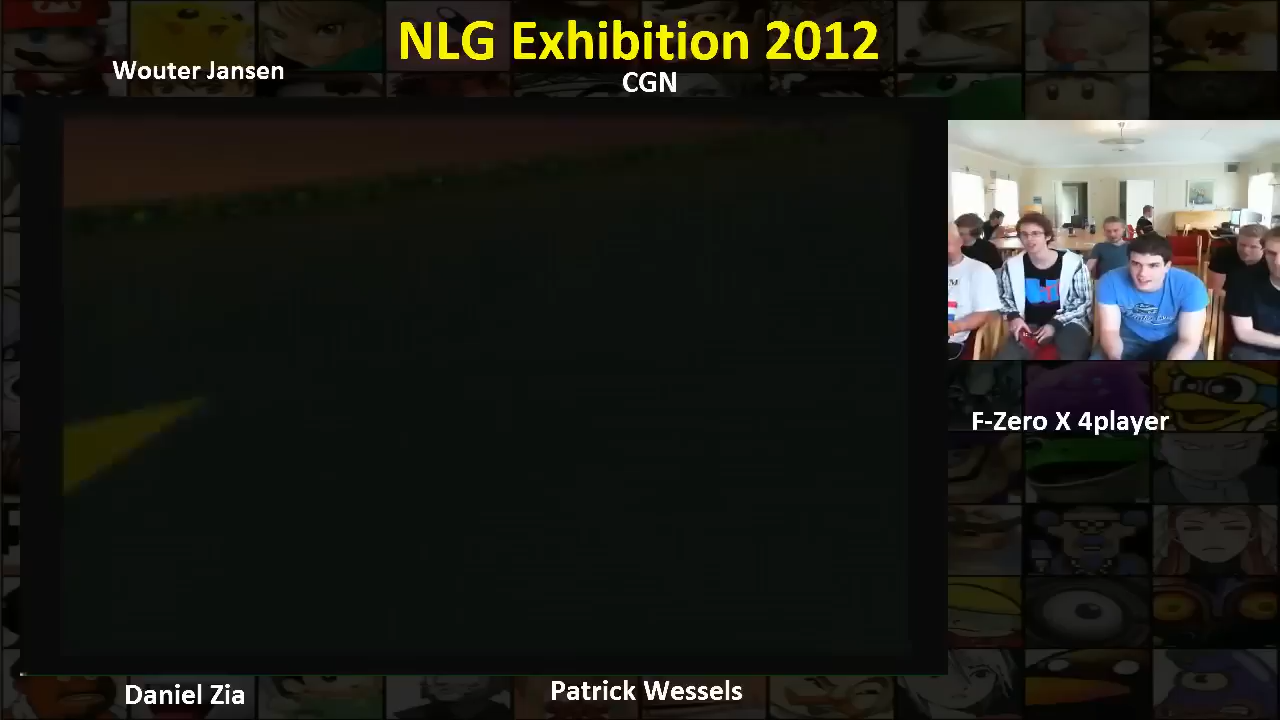 NLG Exhibition 2012
Wouter Jansen
CGN
F-Zero X 4player
Daniel Zia
Patrick Wessels